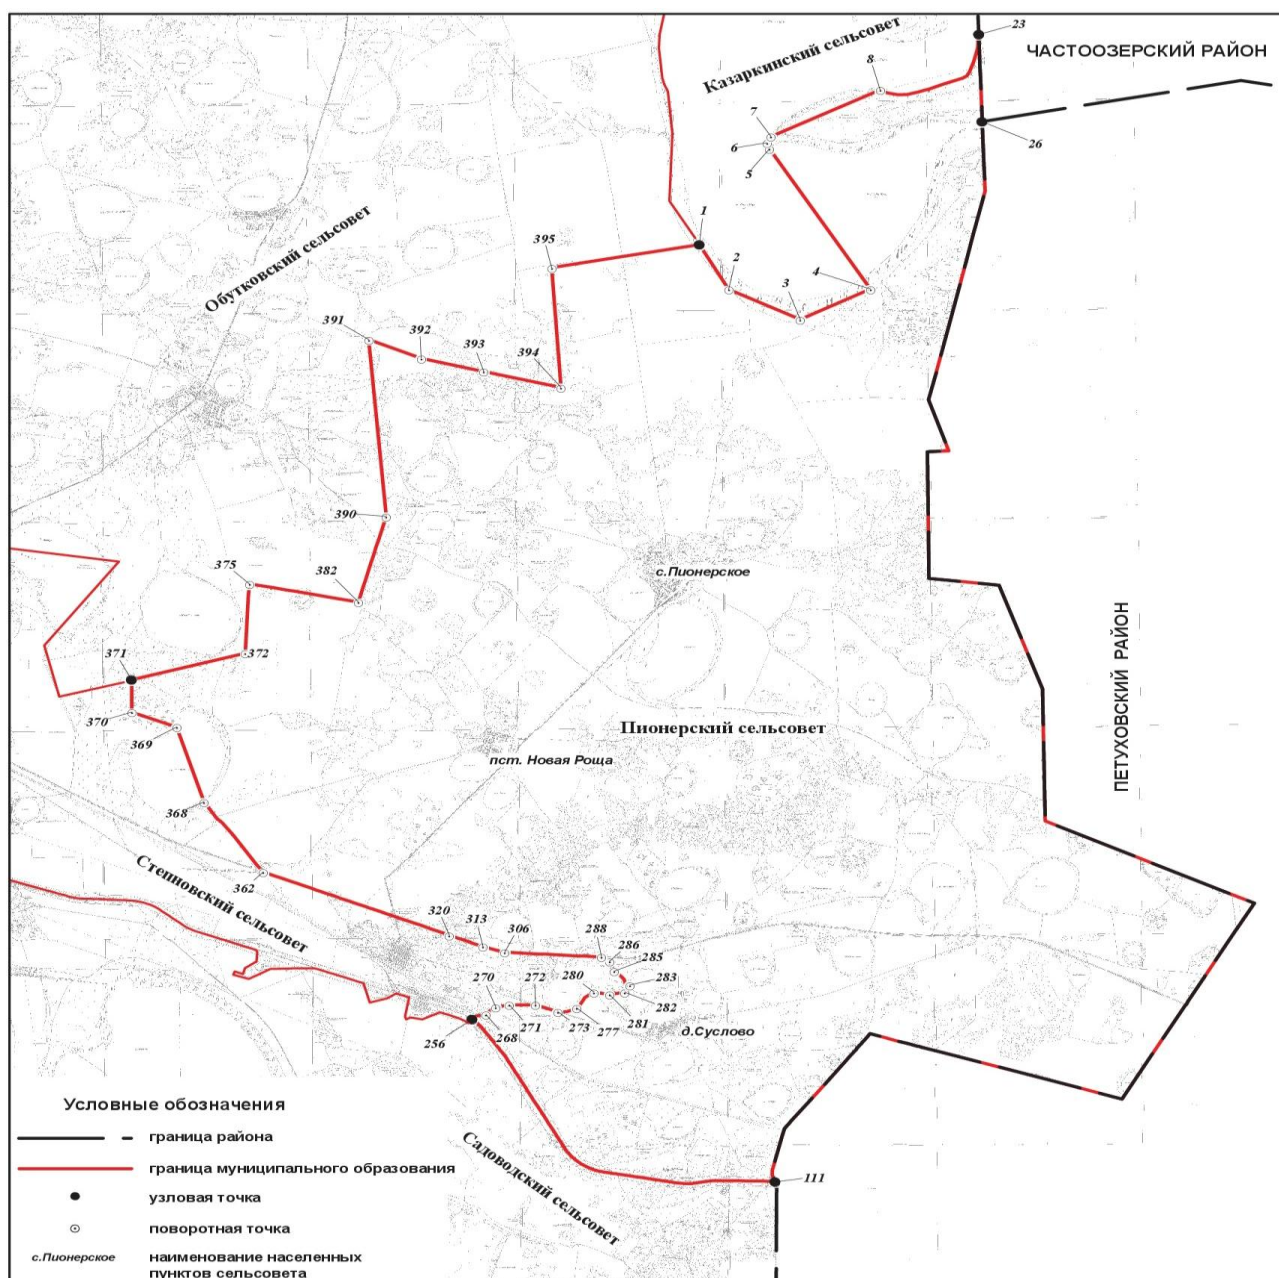 23
ЧАСТООЗЕРСКИЙ РАЙОН
Казаркинский сельсовет
8
7
6
5
26
1
395
2
3
4
Обутковский сельсовет
391
392
393
394
390
375
382
с.Пионерское
371
372
ПЕТУХОВСКИЙ РАЙОН
370
369
Пионерский сельсовет
пст. Новая Роща
368
362
Степновский сельсовет
320
313
306
288
286
285
270
272
280
283
282
256
268
271
273
277
281
д.Суслово
Садоводский сельсовет
111
Условные обозначения
граница района
граница муниципального образования
узловая точка
поворотная точка
с.Пионерское
наименование населенных
пунктов сельсовета